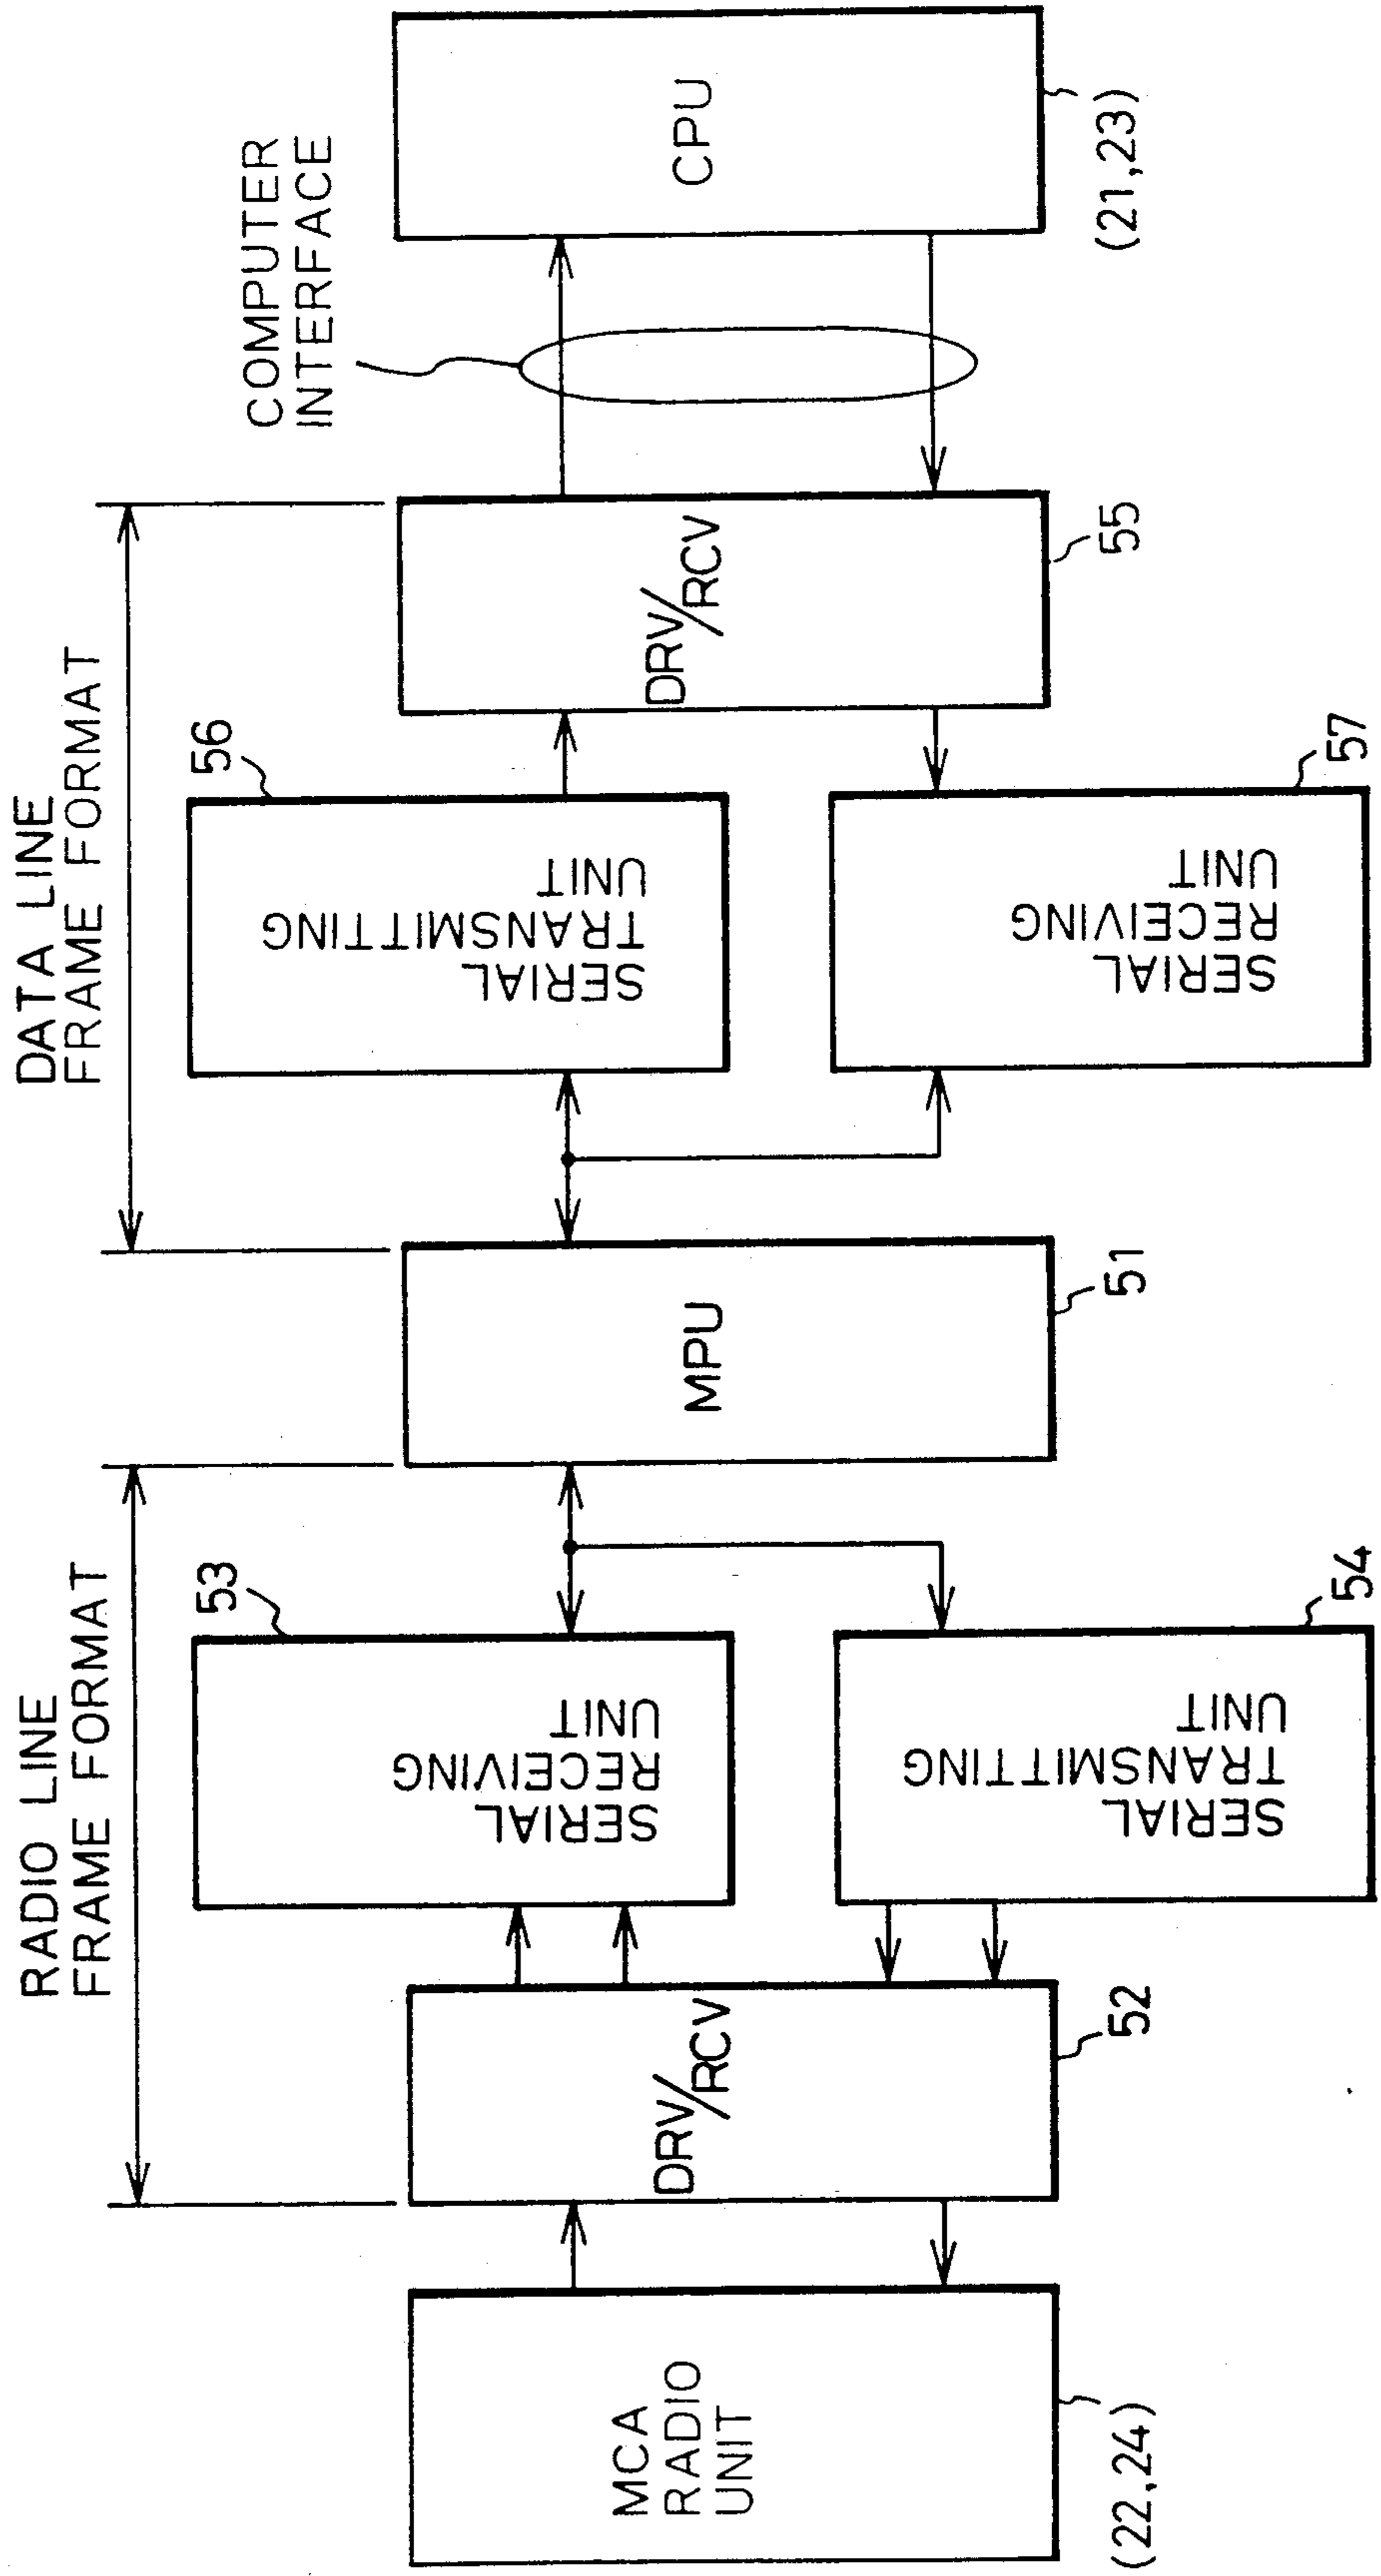 RADIO LINE
FRAME FORMAT
DATA LINE
FRAME FORMAT
COMPUTER
INTERFACE
MCA
RADIO
UNIT
(22,24)
DRV/RCV
52
53
SERIAL
RECEIVING
UNIT
54
SERIAL
TRANSMITTING
UNIT
MPU
51
56
SERIAL
TRANSMITTING
UNIT
57
SERIAL
RECEIVING
UNIT
DRV/RCV
55
CPU
(21,23)